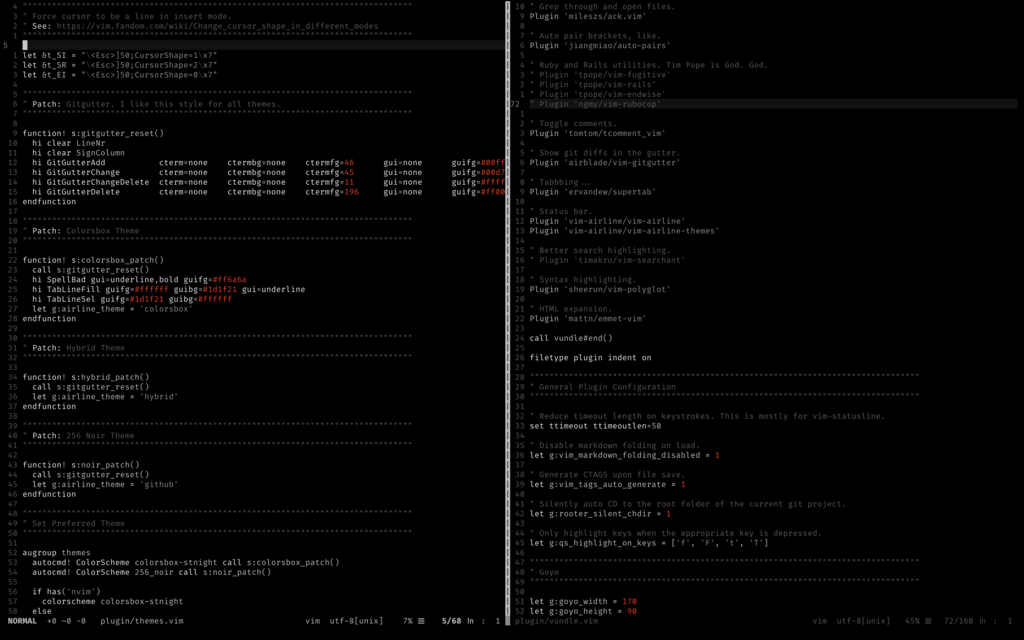 4 "******************************************************************************
3 " Force cursor to be a line in insert mode.
2 " See: https://vim.fandom.com/wiki/Change_cursor_shape_in_different_modes
1 "******************************************************************************
5
1 let &t_SI = "\<Esc>]50;CursorShape=1\x7"
2 let &t_SR = "\<Esc>]50;CursorShape=2\x7"
3 let &t_EI = "\<Esc>]50;CursorShape=0\x7"
4
5 "******************************************************************************
6 " Patch: Gitgutter. I like this style for all themes.
7 "******************************************************************************
8
9 function! s:gitgutter_reset()
10 hi clear LineNr
11 hi clear SignColumn
12 hi GitGutterAdd cterm=none ctermbg=none ctermfg=46 gui=none guifg=#00ff
13 hi GitGutterChange cterm=none ctermbg=none ctermfg=45 gui=none guifg=#00d7
14 hi GitGutterChangeDelete cterm=none ctermbg=none ctermfg=11 gui=none guifg=#ffff
15 hi GitGutterDelete cterm=none ctermbg=none ctermfg=196 gui=none guifg=#ff00
16 endfunction
17
18 "******************************************************************************
19 " Patch: Colorsbox Theme
20 "******************************************************************************
21
22 function! s:colorsbox_patch()
23 call s:gitgutter_reset()
24 hi SpellBad gui=underline,bold guifg=#ff6a6a
25 hi TabLineFill guifg=#ffffff guibg=#1d1f21 gui=underline
26 hi TabLineSel guifg=#1d1f21 guibg=#ffffff
27 let g:airline_theme = 'colorsbox'
28 endfunction
29
30 "******************************************************************************
31 " Patch: Hybrid Theme
32 "******************************************************************************
33
34 function! s:hybrid_patch()
35 call s:gitgutter_reset()
36 let g:airline_theme = 'hybrid'
37 endfunction
38
39 "******************************************************************************
40 " Patch: 256 Noir Theme
41 "******************************************************************************
42
43 function! s:noir_patch()
44 call s:gitgutter_reset()
45 let g:airline_theme = 'github'
46 endfunction
47
48 "******************************************************************************
49 " Set Preferred Theme
50 "******************************************************************************
51
52 augroup themes
53 autocmd! ColorScheme colorsbox-stnight call s:colorsbox_patch()
54 autocmd! ColorScheme 256_noir call s:noir_patch()
55
56 if has('nvim')
57 colorscheme colorsbox-stnight
58 else
NORMAL +0 ~0 -0 plugin/themes.vim vim utf-8[unix] 7% ☰ 5/68 ln : 1
10 " Grep through and open files.
9 Plugin 'mileszs/ack.vim'
8
7 " Auto pair brackets, like.
6 Plugin 'jiangmiao/auto-pairs'
5
4 " Ruby and Rails utilities. Tim Pope is God. God.
3 " Plugin 'tpope/vim-fugitive'
2 " Plugin 'tpope/vim-rails'
1 " Plugin 'tpope/vim-endwise'
72 " Plugin 'ngmy/vim-rubocop'
1
2 " Toggle comments.
3 Plugin 'tomtom/tcomment_vim'
4
5 " Show git diffs in the gutter.
6 Plugin 'airblade/vim-gitgutter'
7
8 " Tabbbing...
9 Plugin 'ervandew/supertab'
10
11 " Status bar.
12 Plugin 'vim-airline/vim-airline'
13 Plugin 'vim-airline/vim-airline-themes'
14
15 " Better search highlighting.
16 " Plugin 'timakro/vim-searchant'
17
18 " Syntax highlighting.
19 Plugin 'sheerun/vim-polyglot'
20
21 " HTML expansion.
22 Plugin 'mattn/emmet-vim'
23
24 call vundle#end()
25
26 filetype plugin indent on
27
28 "******************************************************************************
29 " General Plugin Configuration
30 "******************************************************************************
31
32 " Reduce timeout length on keystrokes. This is mostly for vim-statusline.
33 set ttimeout ttimeoutlen=50
34
35 " Disable markdown folding on load.
36 let g:vim_markdown_folding_disabled = 1
37
38 " Generate CTAGS upon file save.
39 let g:vim_tags_auto_generate = 1
40
41 " Silently auto CD to the root folder of the current git project.
42 let g:rooter_silent_chdir = 1
43
44 " Only highlight keys when the appropriate key is depressed.
45 let g:qs_highlight_on_keys = ['f', 'F', 't', 'T']
46
47 "******************************************************************************
48 " Goyo
49 "******************************************************************************
50
51 let g:goyo_width = 170
52 let g:goyo_height = 90
plugin/vundle.vim vim utf-8[unix] 45% ☰ 72/160 ln : 1